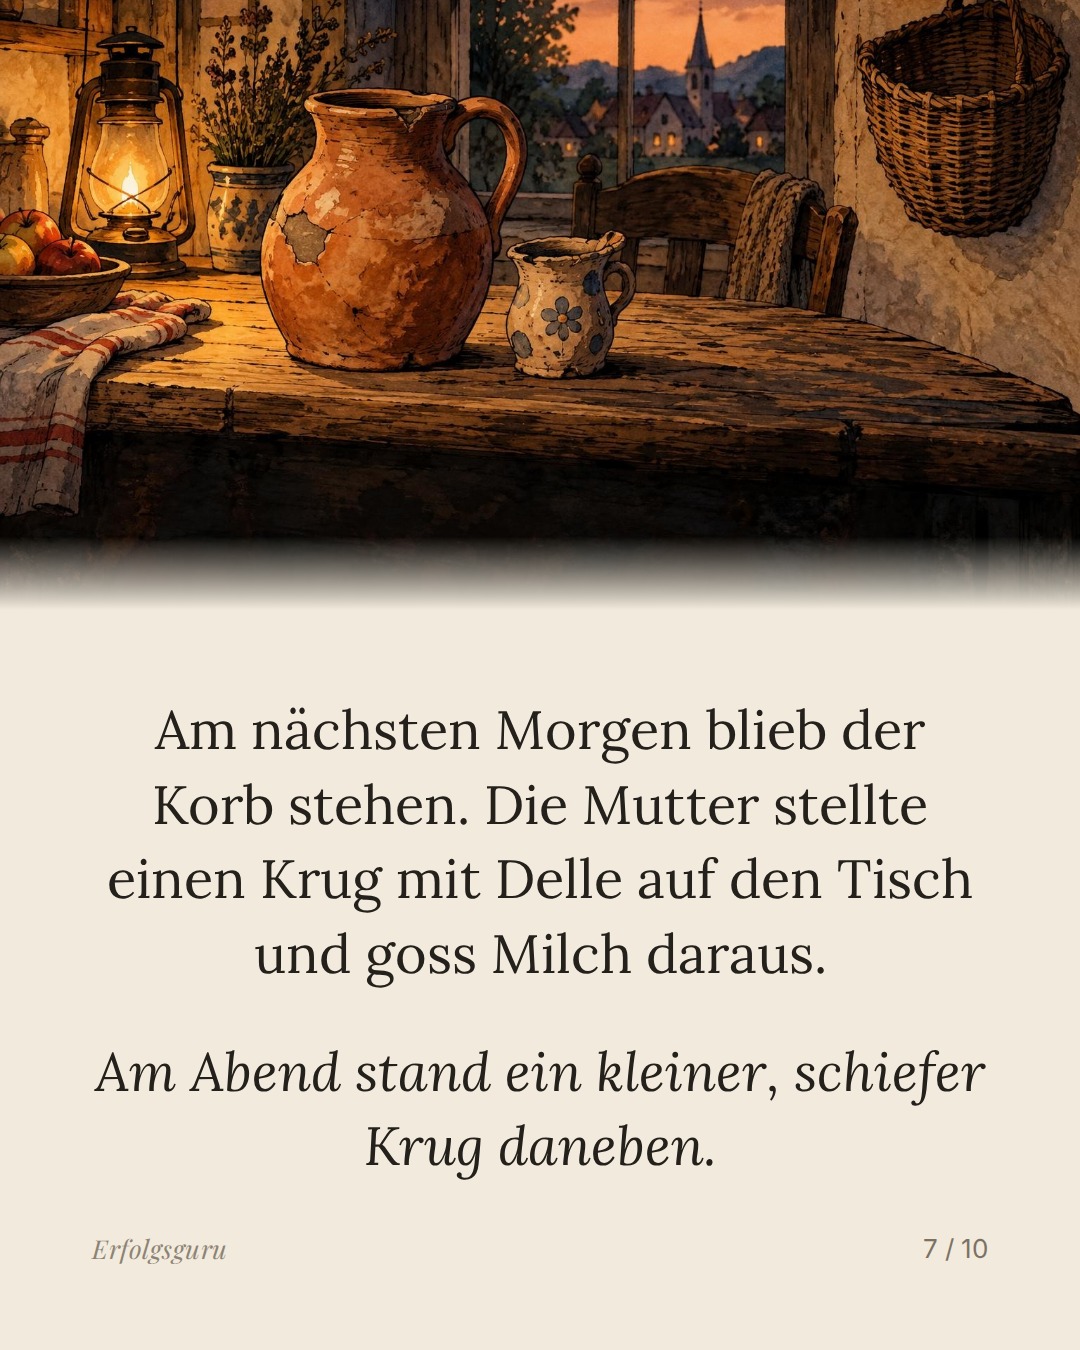 Am nächsten Morgen blieb der
Korb stehen. Die Mutter stellte
einen Krug mit Delle auf den Tisch
und goss Milch daraus.
Am Abend stand ein kleiner, schiefer
Krug daneben.
Erfolgsguru
7 / 10